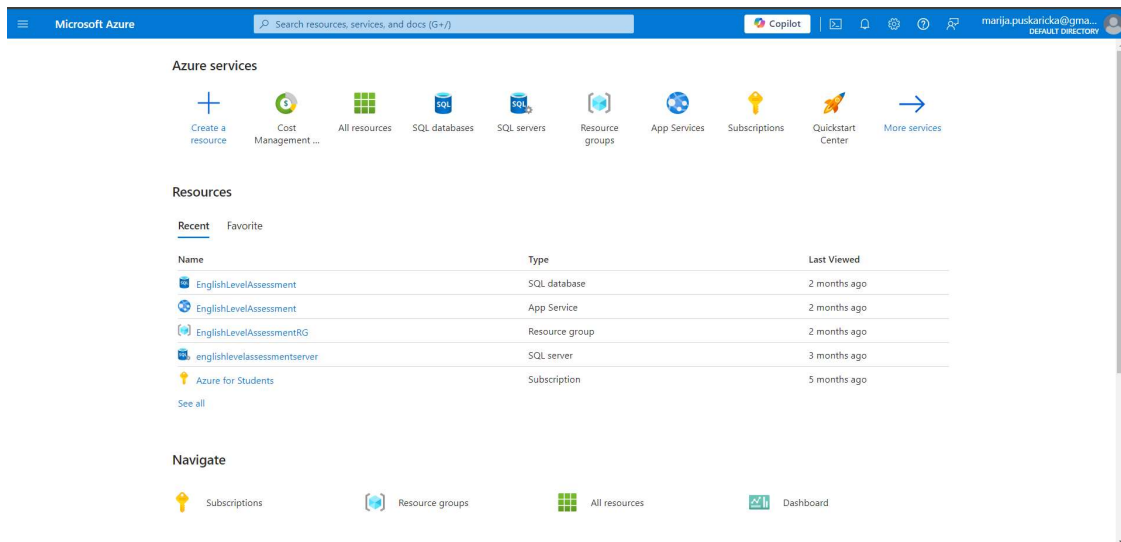 Microsoft Azure
Search resources, services, and docs (G+/)
Copilot
marija.puskaricka@gma...
DEFAULT DIRECTORY
Azure services
Create a resource
Cost Management ...
All resources
SQL databases
SQL servers
Resource groups
App Services
Subscriptions
Quickstart Center
More services
Resources
Recent Favorite
Name Type Last Viewed
EnglishLevelAssessment SQL database 2 months ago
EnglishLevelAssessment App Service 2 months ago
EnglishLevelAssessmentRG Resource group 2 months ago
englishlevelassessmentserver SQL server 3 months ago
Azure for Students Subscription 5 months ago
See all
Navigate
Subscriptions Resource groups All resources Dashboard